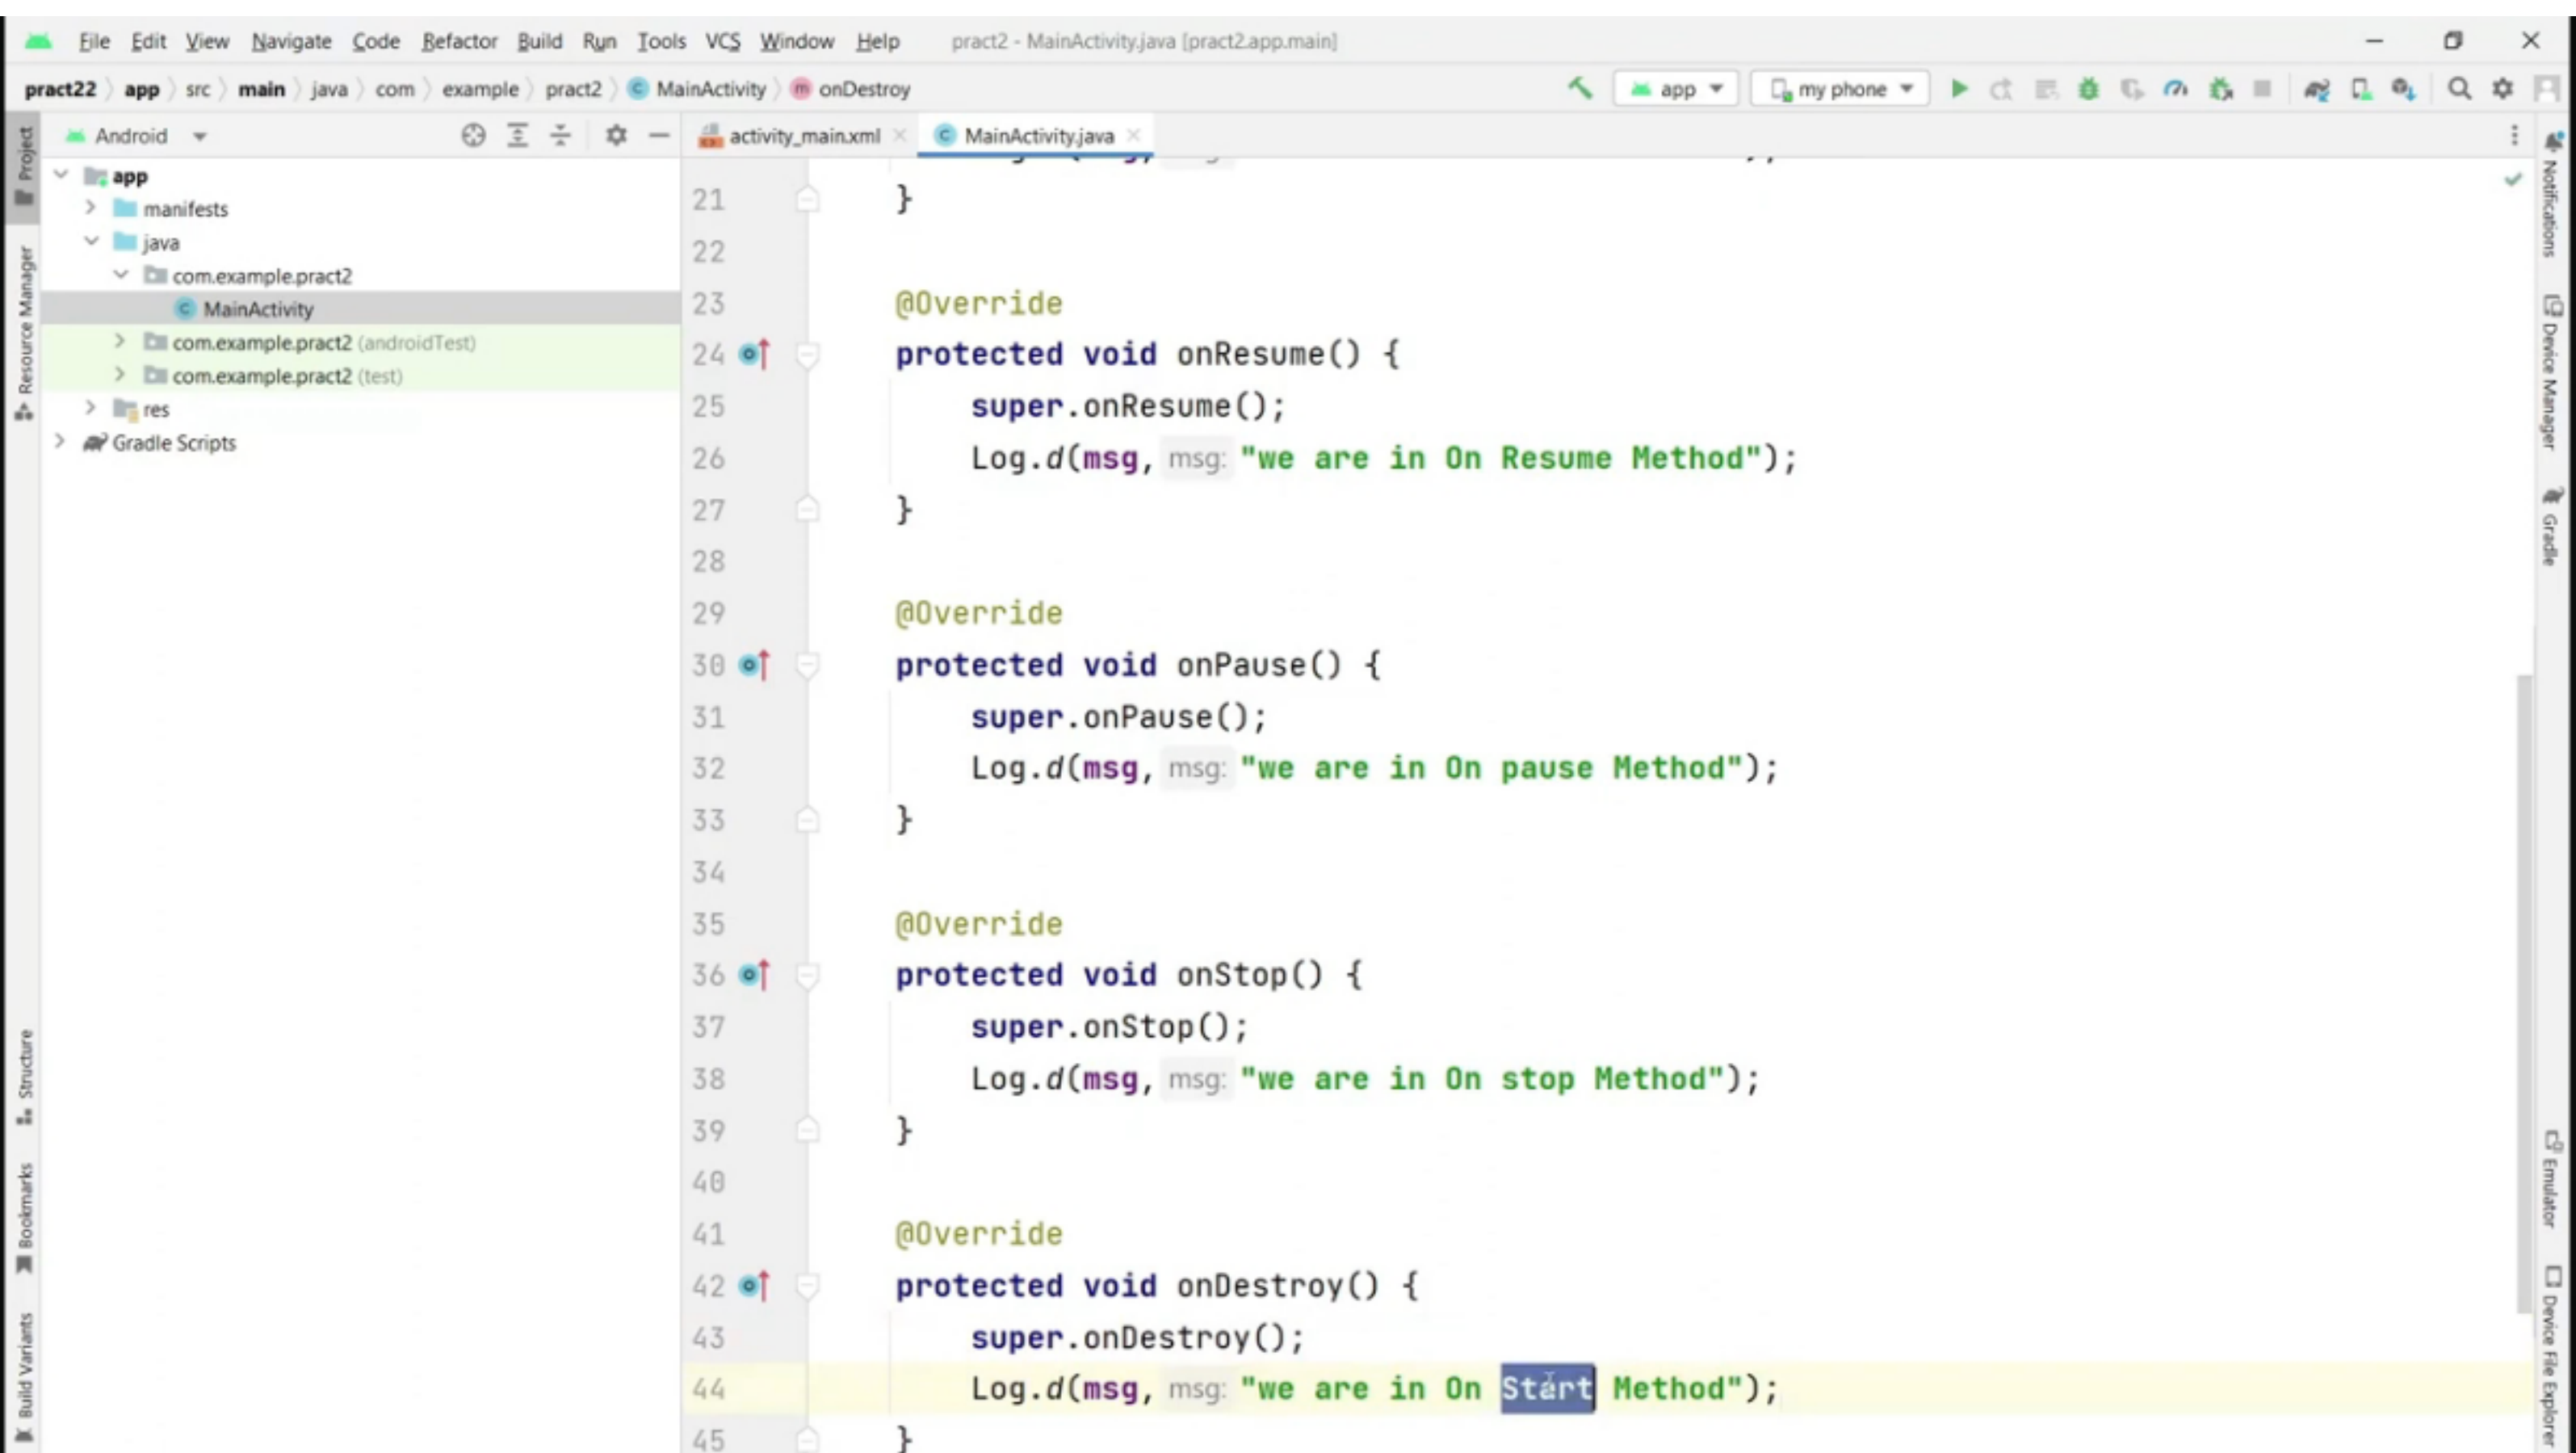 File Edit View Navigate Code Refactor Build Run Tools VCS Window Help pract2 - MainActivity.java [pract2.app.main]
pract22 app src main java com example pract2 MainActivity onDestroy app my phone
Project
Android
activity_main.xml
MainActivity.java
app
manifests
java
com.example.pract2
MainActivity
com.example.pract2 (androidTest)
com.example.pract2 (test)
res
Gradle Scripts
Resource Manager
Structure
Bookmarks
Build Variants
21 }
22
23 @Override
24 protected void onResume() {
25 super.onResume();
26 Log.d(msg, msg: "we are in On Resume Method");
27 }
28
29 @Override
30 protected void onPause() {
31 super.onPause();
32 Log.d(msg, msg: "we are in On pause Method");
33 }
34
35 @Override
36 protected void onStop() {
37 super.onStop();
38 Log.d(msg, msg: "we are in On stop Method");
39 }
40
41 @Override
42 protected void onDestroy() {
43 super.onDestroy();
44 Log.d(msg, msg: "we are in On Start Method");
45 }
Notifications
Device Manager
Gradle
Emulator
Device File Explorer